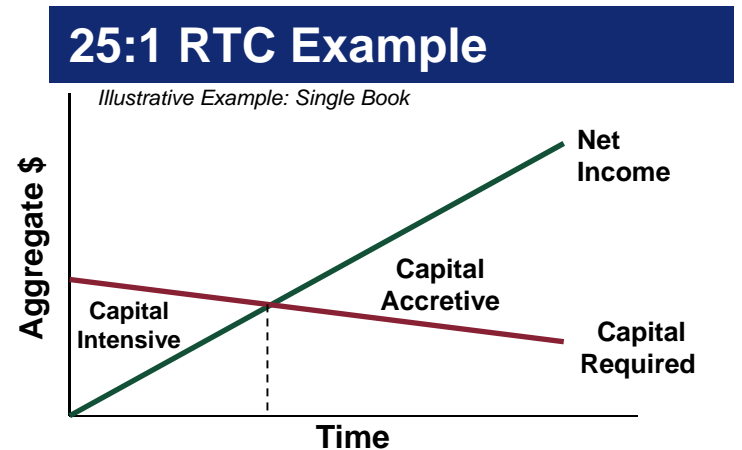 25:1 RTC Example
Illustrative Example: Single Book
Net
Income
Aggregate $
Capital
Accretive
Capital
Intensive
Capital
Required
Time